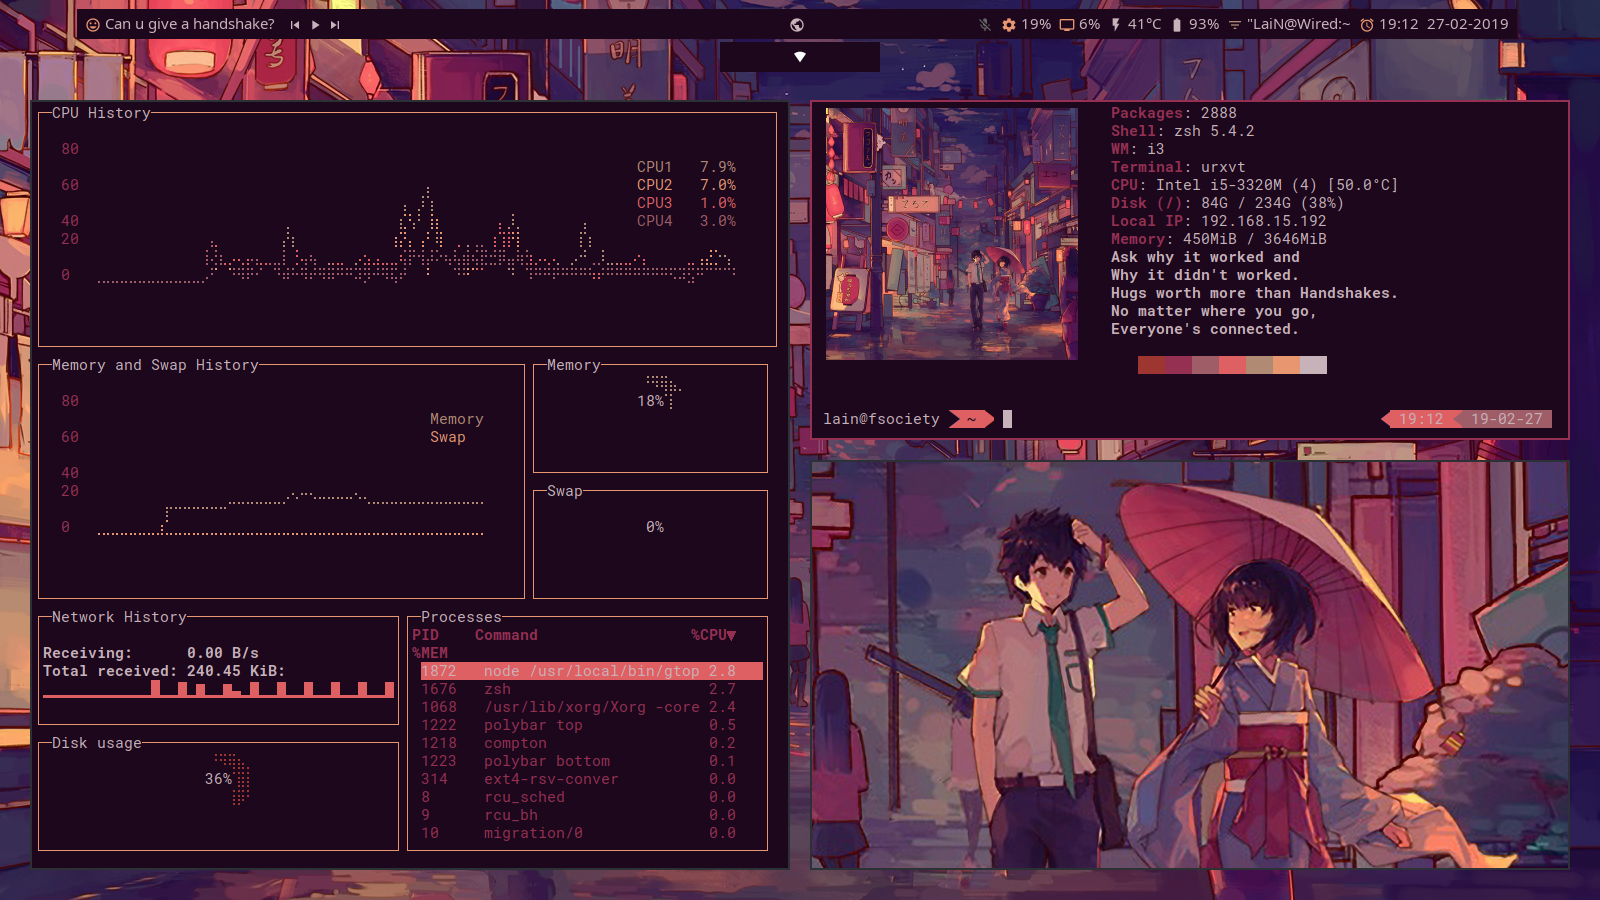 Can u give a handshake?
19% 6% 41°C 93% "LaiN@Wired:~ 19:12 27-02-2019
CPU History
80
60
40
20
0
CPU1 7.9%
CPU2 7.0%
CPU3 1.0%
CPU4 3.0%
Memory and Swap History
80
60
40
20
0
Memory
Swap
Memory
18%
Swap
0%
Network History
Receiving: 0.00 B/s
Total received: 240.45 KiB:
Disk usage
36%
Processes
PID Command %CPU▼
%MEM
1872 node /usr/local/bin/gtop 2.8
1676 zsh 2.7
1068 /usr/lib/xorg/Xorg -core 2.4
1222 polybar top 0.5
1218 compton 0.2
1223 polybar bottom 0.1
314 ext4-rsv-conver 0.0
8 rcu_sched 0.0
9 rcu_bh 0.0
10 migration/0 0.0
Packages: 2888
Shell: zsh 5.4.2
WM: i3
Terminal: urxvt
CPU: Intel i5-3320M (4) [50.0°C]
Disk (/): 84G / 234G (38%)
Local IP: 192.168.15.192
Memory: 450MiB / 3646MiB
Ask why it worked and
Why it didn't worked.
Hugs worth more than Handshakes.
No matter where you go,
Everyone's connected.
lain@fsociety ~ 19:12 19-02-27
明